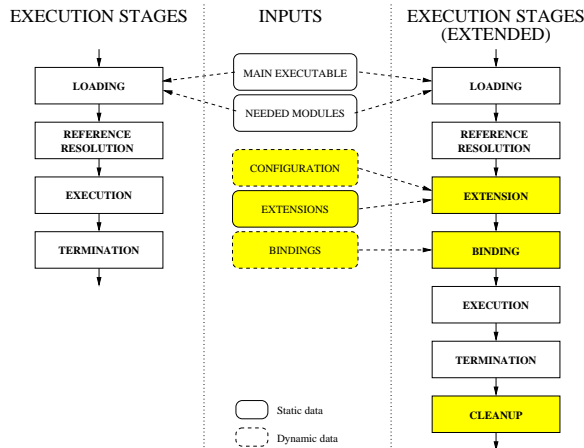 EXECUTION STAGES
LOADING
REFERENCE
RESOLUTION
EXECUTION
TERMINATION
INPUTS
MAIN EXECUTABLE
NEEDED MODULES
CONFIGURATION
EXTENSIONS
BINDINGS
Static data
Dynamic data
EXECUTION STAGES
(EXTENDED)
LOADING
REFERENCE
RESOLUTION
EXTENSION
BINDING
EXECUTION
TERMINATION
CLEANUP